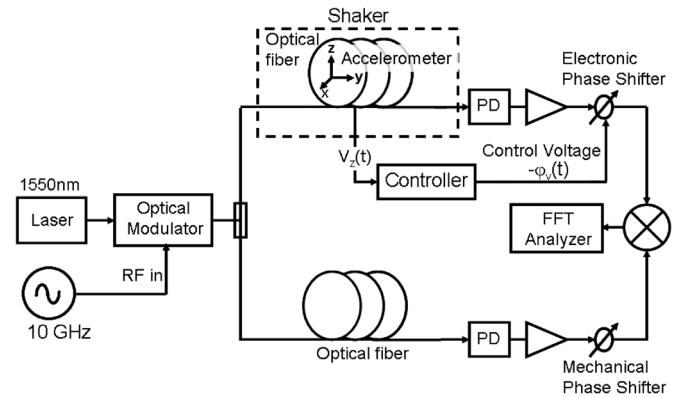 Shaker
Optical
fiber
Accelerometer
z
y
x
PD
Electronic
Phase Shifter
Vz(t)
Controller
Control Voltage
-φv(t)
1550nm
Laser
Optical
Modulator
RF in
10 GHz
FFT
Analyzer
Optical fiber
PD
Mechanical
Phase Shifter